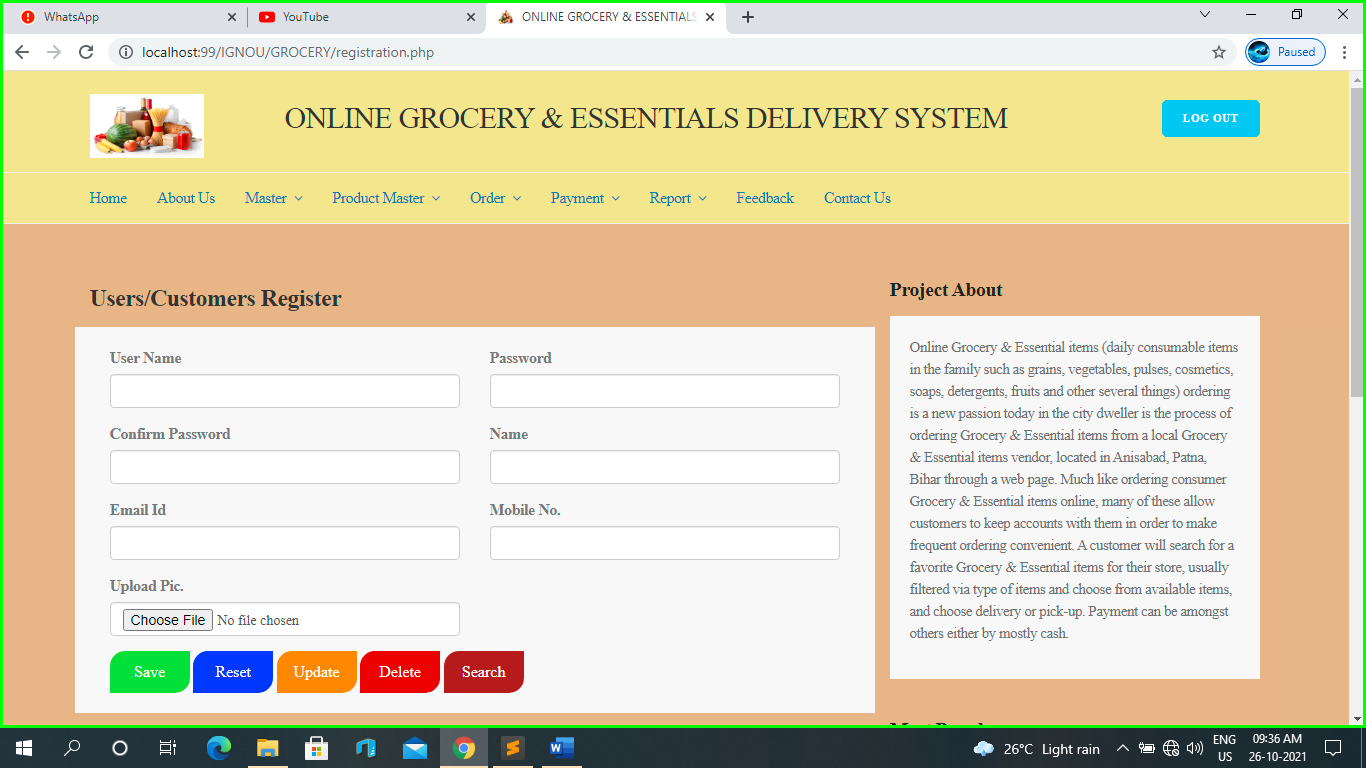 WhatsApp
YouTube
ONLINE GROCERY & ESSENTIALS
localhost:99/IGNOU/GROCERY/registration.php
Paused
ONLINE GROCERY & ESSENTIALS DELIVERY SYSTEM
LOG OUT
Home About Us Master Product Master Order Payment Report Feedback Contact Us
Users/Customers Register
User Name Password
Confirm Password Name
Email Id Mobile No.
Upload Pic.
Choose File No file chosen
Save Reset Update Delete Search
Project About
Online Grocery & Essential items (daily consumable items
in the family such as grains, vegetables, pulses, cosmetics,
soaps, detergents, fruits and other several things) ordering
is a new passion today in the city dweller is the process of
ordering Grocery & Essential items from a local Grocery
& Essential items vendor, located in Anisabad, Patna,
Bihar through a web page. Much like ordering consumer
Grocery & Essential items online, many of these allow
customers to keep accounts with them in order to make
frequent ordering convenient. A customer will search for a
favorite Grocery & Essential items for their store, usually
filtered via type of items and choose from available items,
and choose delivery or pick-up. Payment can be amongst
others either by mostly cash.
26°C Light rain
ENG
US
09:36 AM
26-10-2021